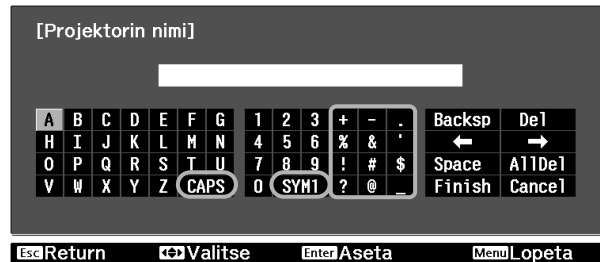 [Projektorin nimi]
A B C D E F G 1 2 3 + - . Backsp Del
H I J K L M N 4 5 6 % & ' ← →
O P Q R S T U 7 8 9 ! # $ Space AllDel
V W X Y Z CAPS 0 SYM1 ? @ _ Finish Cancel
Esc Return Valitse Enter Aseta Menu Lopeta